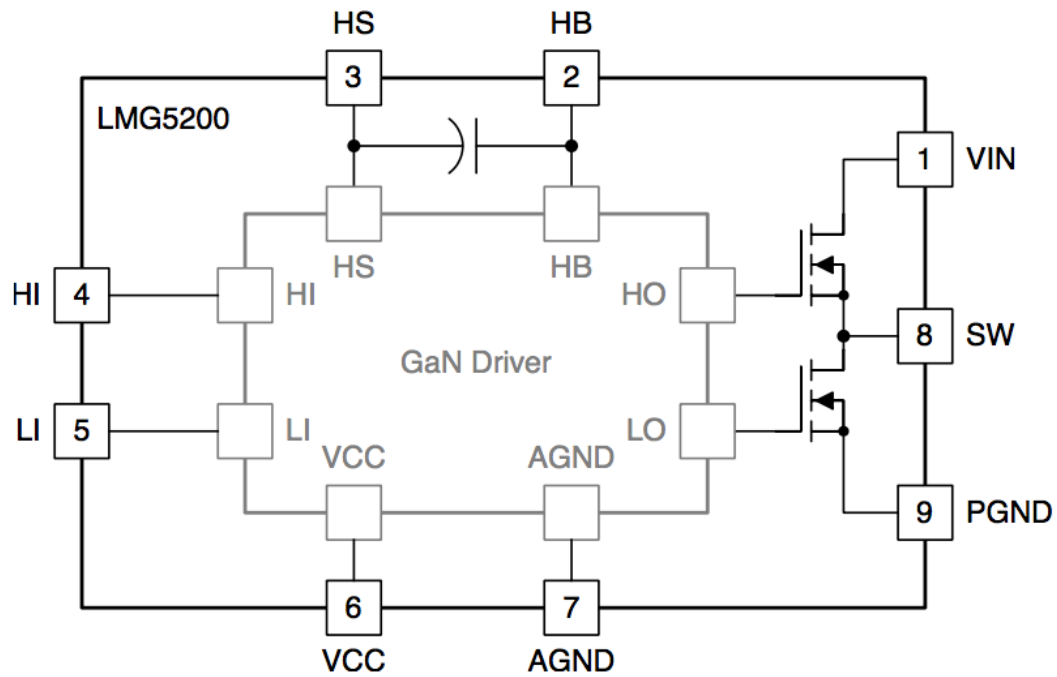 HS HB
3 2
LMG5200
1 VIN
HS HB
HI 4 HI HO
8 SW
GaN Driver
LI 5 LI LO
VCC AGND
9 PGND
6 7
VCC AGND